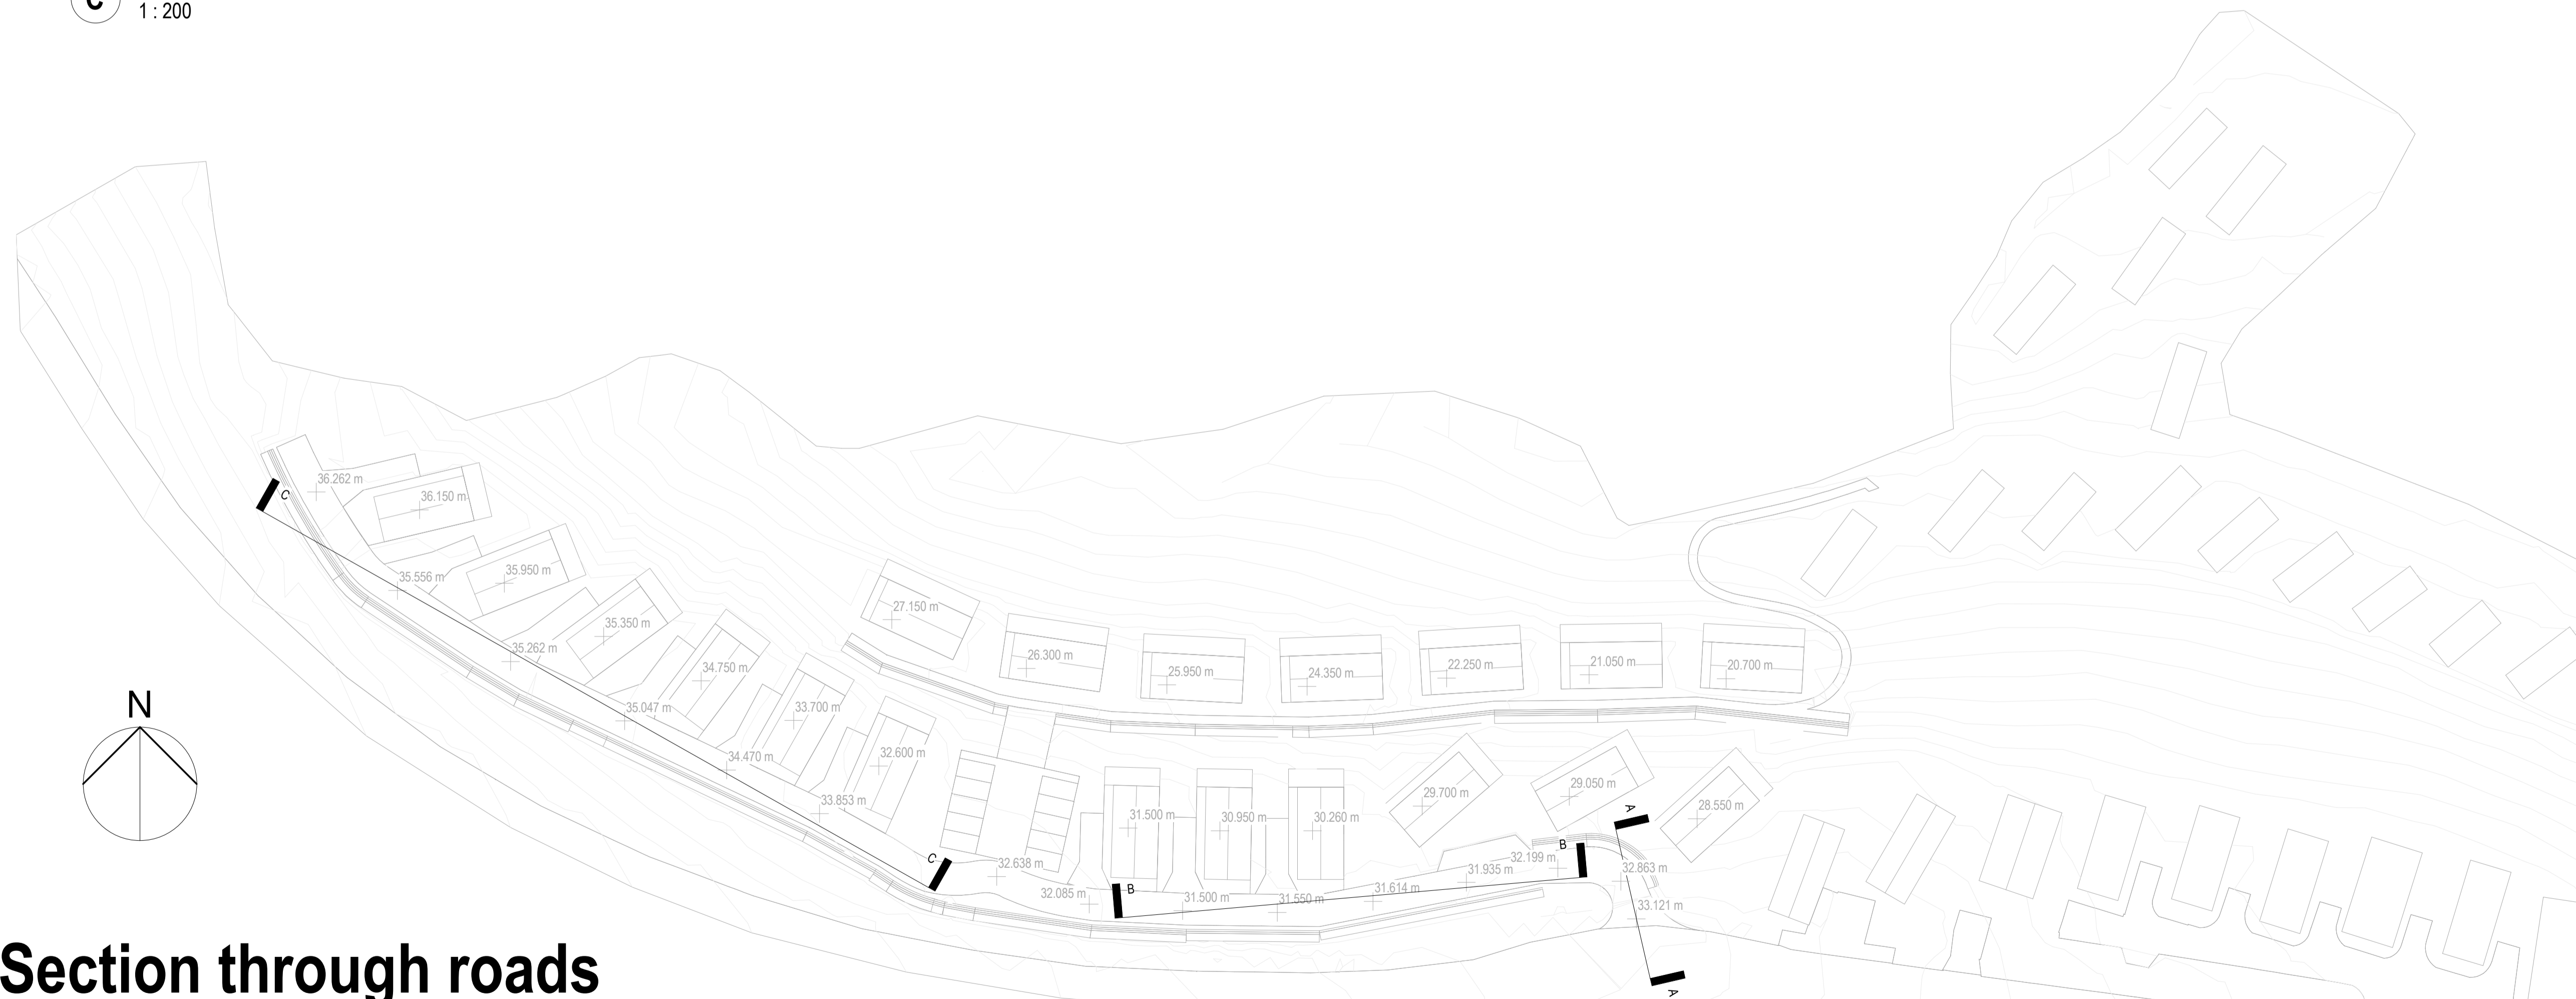 C
1 : 200
36.262 m
C
36.150 m
35.950 m
35.556 m
35.350 m
35.262 m
34.750 m
35.047 m
33.700 m
34.470 m
32.600 m
33.853 m
27.150 m
26.300 m
25.950 m
24.350 m
22.250 m
21.050 m
20.700 m
31.500 m
30.950 m
30.260 m
29.700 m
29.050 m
28.550 m
A
C
32.638 m
32.085 m
B
31.500 m
31.550 m
31.614 m
31.935 m
32.199 m
B
32.863 m
33.121 m
A
N
Section through roads